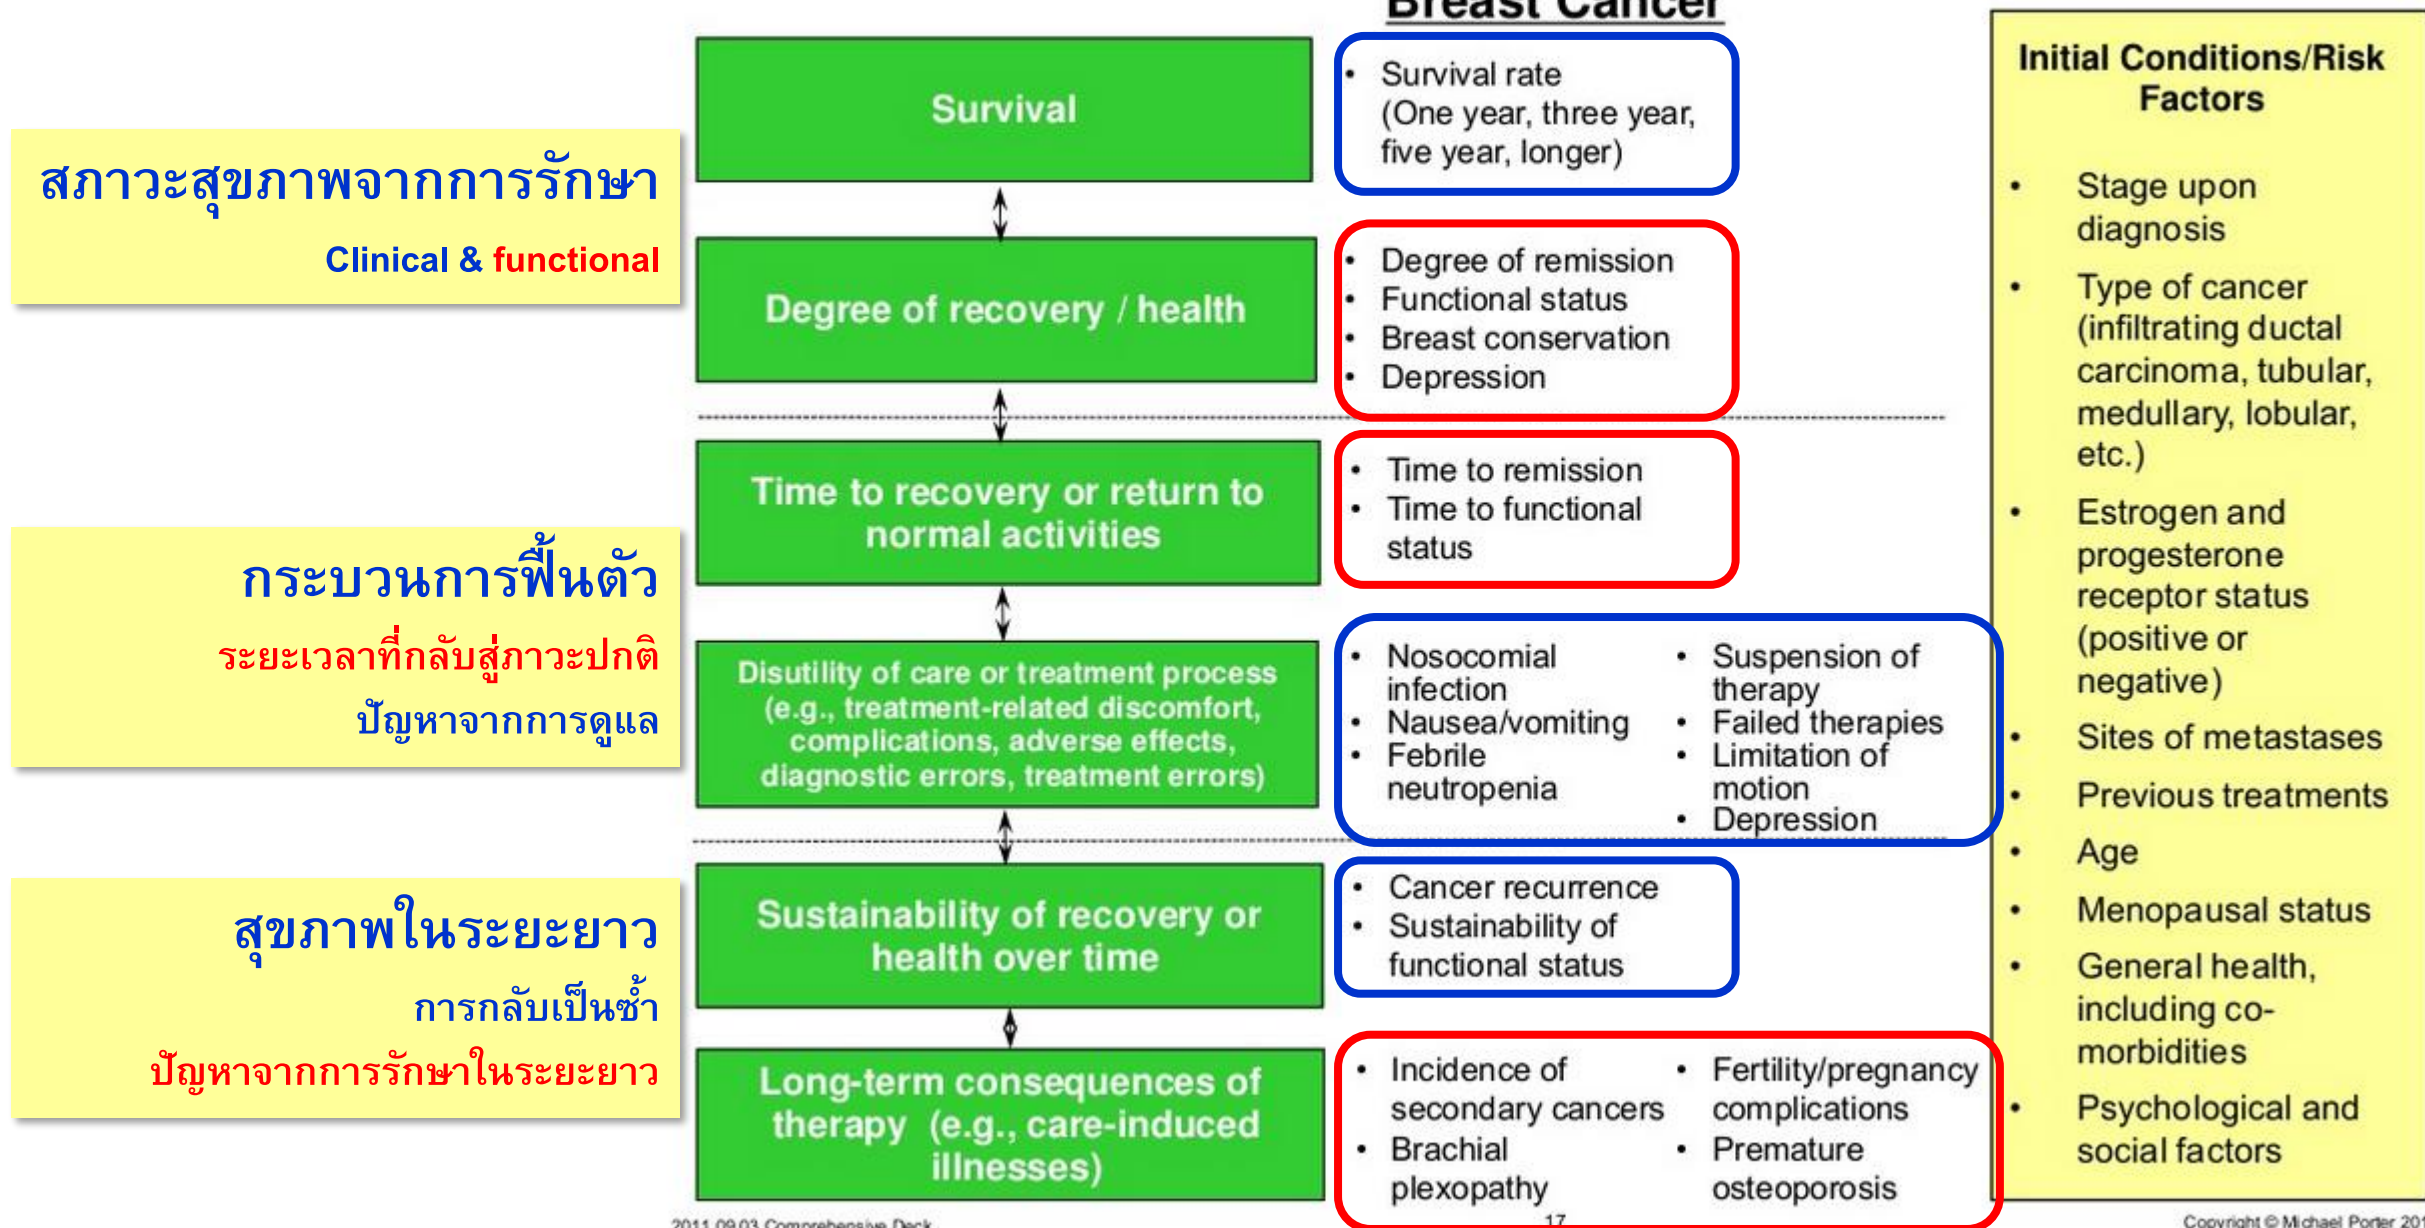 Breast Cancer
สภาวะสุขภาพจากการรักษา
Clinical & functional
กระบวนการฟื้นตัว
ระยะเวลาที่กลับสู่ภาวะปกติ
ปัญหาจากการดูแล
สุขภาพในระยะยาว
การกลับเป็นซ้ำ
ปัญหาจากการรักษาในระยะยาว
Survival
Degree of recovery / health
Time to recovery or return to
normal activities
Disutility of care or treatment process
(e.g., treatment-related discomfort,
complications, adverse effects,
diagnostic errors, treatment errors)
Sustainability of recovery or
health over time
Long-term consequences of
therapy (e.g., care-induced
illnesses)
• Survival rate
(One year, three year,
five year, longer)
• Degree of remission
• Functional status
• Breast conservation
• Depression
• Time to remission
• Time to functional
status
• Nosocomial
infection
• Nausea/vomiting
• Febrile
neutropenia
• Suspension of
therapy
• Failed therapies
• Limitation of
motion
• Depression
• Cancer recurrence
• Sustainability of
functional status
• Incidence of
secondary cancers
• Brachial
plexopathy
• Fertility/pregnancy
complications
• Premature
osteoporosis
Initial Conditions/Risk
Factors
• Stage upon
diagnosis
• Type of cancer
(infiltrating ductal
carcinoma, tubular,
medullary, lobular,
etc.)
• Estrogen and
progesterone
receptor status
(positive or
negative)
• Sites of metastases
• Previous treatments
• Age
• Menopausal status
• General health,
including co-
morbidities
• Psychological and
social factors
2011.09.03 Comprehensive Deck
17
Copyright © Michael Porter 201